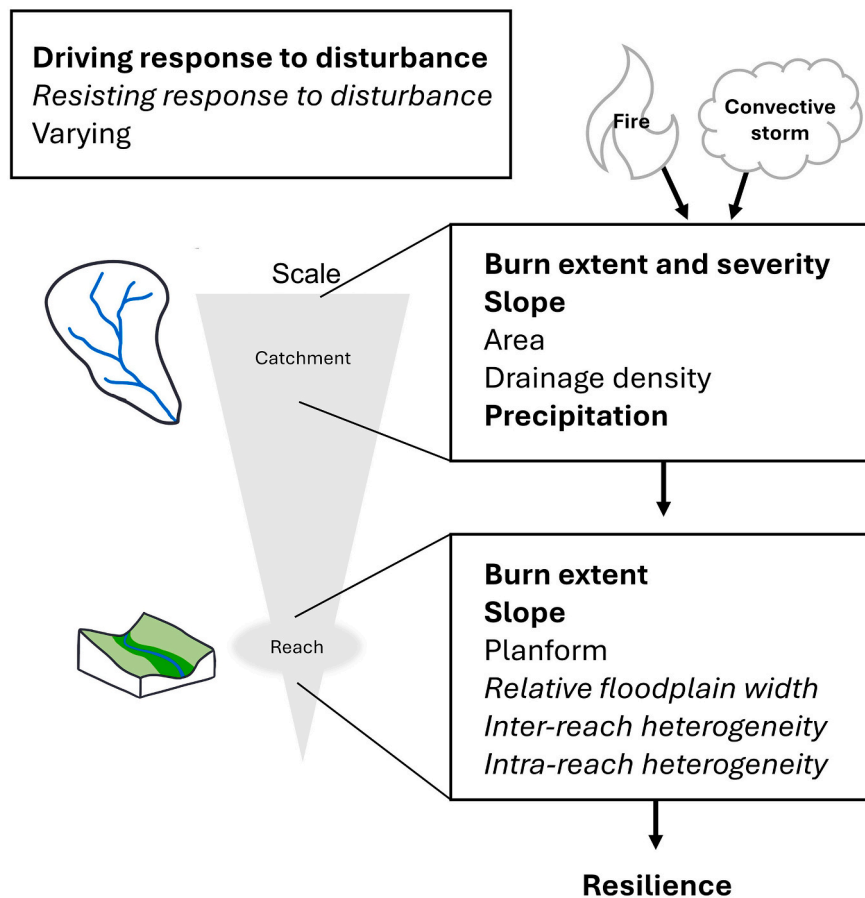 Driving response to disturbance
Resisting response to disturbance
Varying
Fire
Convective
storm
Scale
Catchment
Burn extent and severity
Slope
Area
Drainage density
Precipitation
Reach
Burn extent
Slope
Planform
Relative floodplain width
Inter-reach heterogeneity
Intra-reach heterogeneity
Resilience